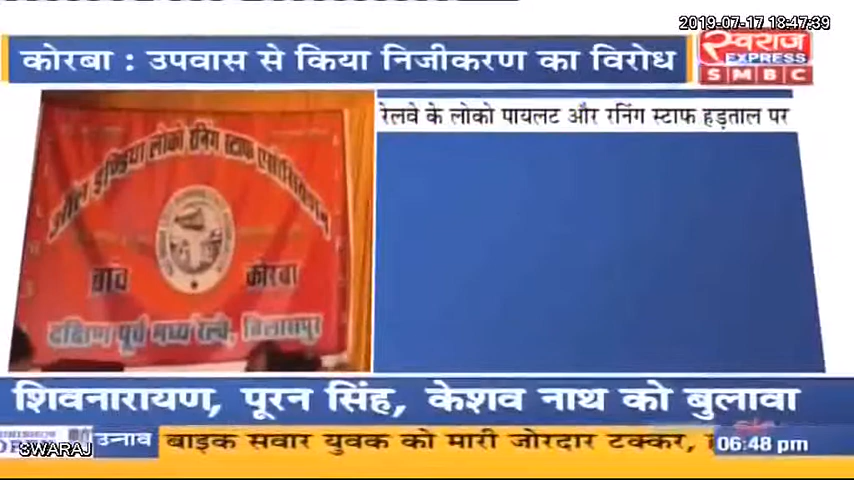 2019-07-17 18:47:39
स्वराज
EXPRESS
SMBC
कोरबा : उपवास से किया निजीकरण का विरोध
रेलवे के लोको पायलट और रनिंग स्टाफ हड़ताल पर
ऑल इण्डिया लोको रनिंग स्टाफ एसोसिएशन
कोरबा
दक्षिण पूर्व मध्य रेल्वे, बिलासपुर
शिवनारायण, पूरन सिंह, केशव नाथ को बुलावा
SWARAJ
उन्नाव
बाइक सवार युवक को मारी जोरदार टक्कर,
06:48 pm